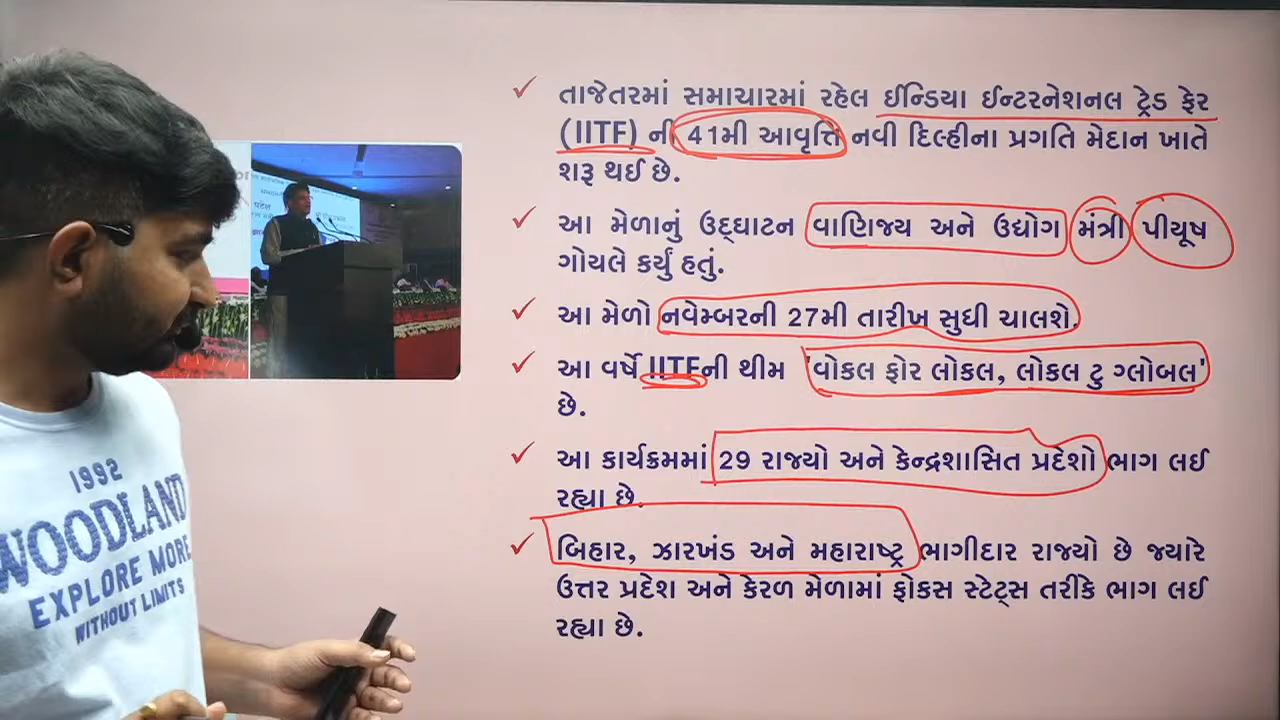 તાજેતરમાં સમાચારમાં રહેલ ઈન્ડિયા ઈન્ટરનેશનલ ટ્રેડ ફેર
(IITF) ની 41મી આવૃત્તિ નવી દિલ્હીના પ્રગતિ મેદાન ખાતે
શરૂ થઈ છે.
આ મેળાનું ઉદ્ઘાટન વાણિજ્ય અને ઉદ્યોગ મંત્રી પીયૂષ
ગોયલે કર્યું હતું.
આ મેળો નવેમ્બરની 27મી તારીખ સુધી ચાલશે.
આ વર્ષે IITFની થીમ 'વોકલ ફોર લોકલ, લોકલ ટુ ગ્લોબલ'
છે.
આ કાર્યક્રમમાં 29 રાજ્યો અને કેન્દ્રશાસિત પ્રદેશો ભાગ લઈ
રહ્યા છે.
બિહાર, ઝારખંડ અને મહારાષ્ટ્ર ભાગીદાર રાજ્યો છે જ્યારે
ઉત્તર પ્રદેશ અને કેરળ મેળામાં ફોકસ સ્ટેટ્સ તરીકે ભાગ લઈ
રહ્યા છે.
1992
WOODLAND
EXPLORE MORE
WITHOUT LIMITS